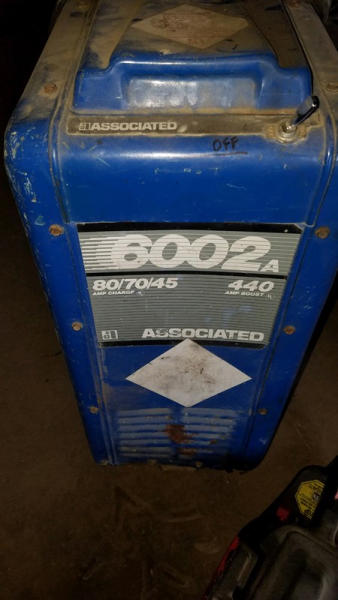 ASSOCIATED
OFF
6002A
80/70/45 440
AMP CHARGE AMP BOOST
ASSOCIATED